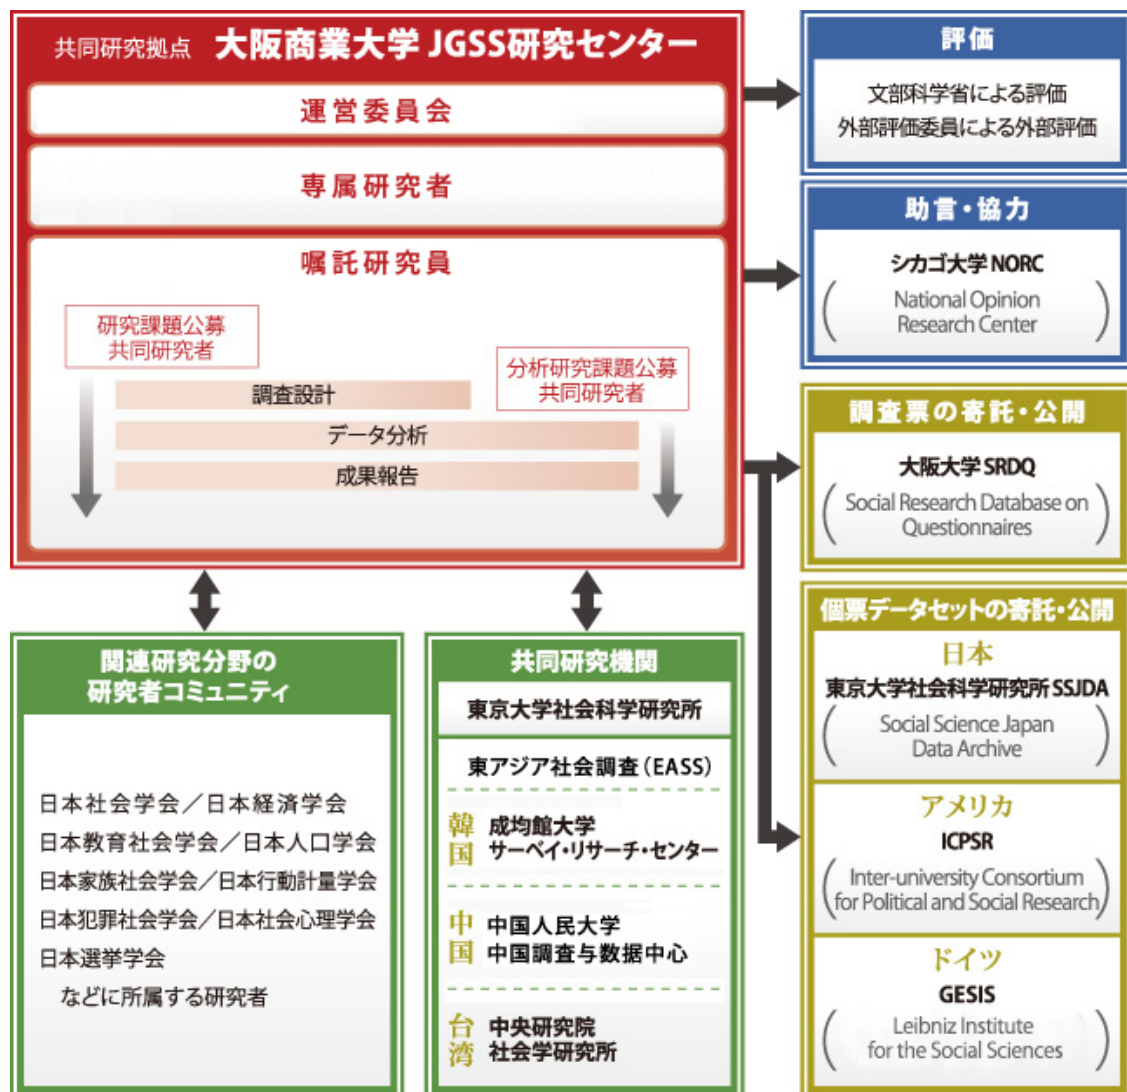 共同研究拠点 大阪商業大学 JGSS研究センター
運営委員会
専属研究者
嘱託研究員
研究課題公募
共同研究者
分析研究課題公募
共同研究者
調査設計
データ分析
成果報告
評価
文部科学省による評価
外部評価委員による外部評価
助言・協力
シカゴ大学 NORC
National Opinion
Research Center
調査票の寄託・公開
大阪大学 SRDQ
Social Research Database on
Questionnaires
個票データセットの寄託・公開
日本
東京大学社会科学研究所 SSJDA
Social Science Japan
Data Archive
アメリカ
ICPSR
Inter-university Consortium
for Political and Social Research
ドイツ
GESIS
Leibniz Institute
for the Social Sciences
関連研究分野の
研究者コミュニティ
日本社会学会／日本経済学会
日本教育社会学会／日本人口学会
日本家族社会学会／日本行動計量学会
日本犯罪社会学会／日本社会心理学会
日本選挙学会
などに所属する研究者
共同研究機関
東京大学社会科学研究所
東アジア社会調査（EASS）
韓国
成均館大学
サーベイ・リサーチ・センター
中国
中国人民大学
中国調査与数据中心
台湾
中央研究院
社会学研究所